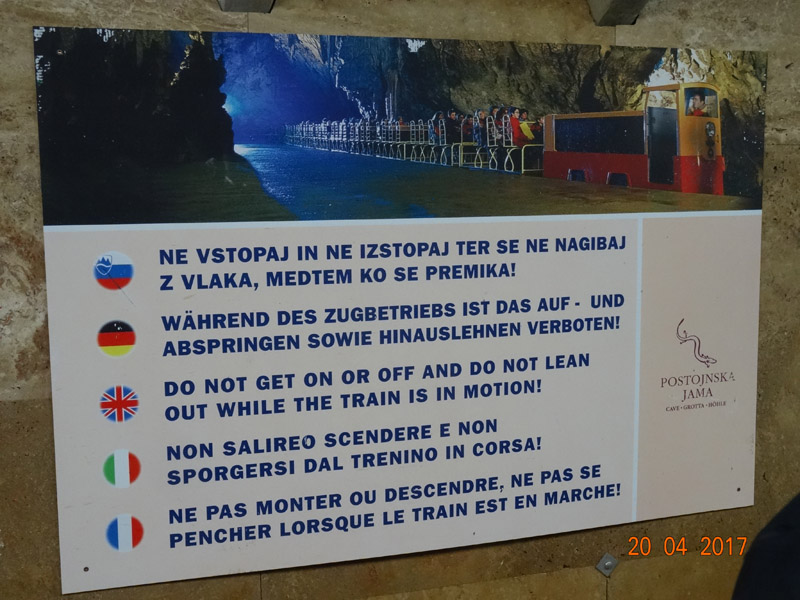 NE VSTOPAJ IN NE IZSTOPAJ TER SE NE NAGIBAJ
Z VLAKA, MEDTEM KO SE PREMIKA!
WÄHREND DES ZUGBETRIEBS IST DAS AUF - UND
ABSPRINGEN SOWIE HINAUSLEHNEN VERBOTEN!
DO NOT GET ON OR OFF AND DO NOT LEAN
OUT WHILE THE TRAIN IS IN MOTION!
NON SALIREO SCENDERE E NON
SPORGERSI DAL TRENINO IN CORSA!
NE PAS MONTER OU DESCENDRE, NE PAS SE
PENCHER LORSQUE LE TRAIN EST EN MARCHE!
POSTOJNSKA
JAMA
CAVE • GROTTA • HÖHLE
20 04 2017